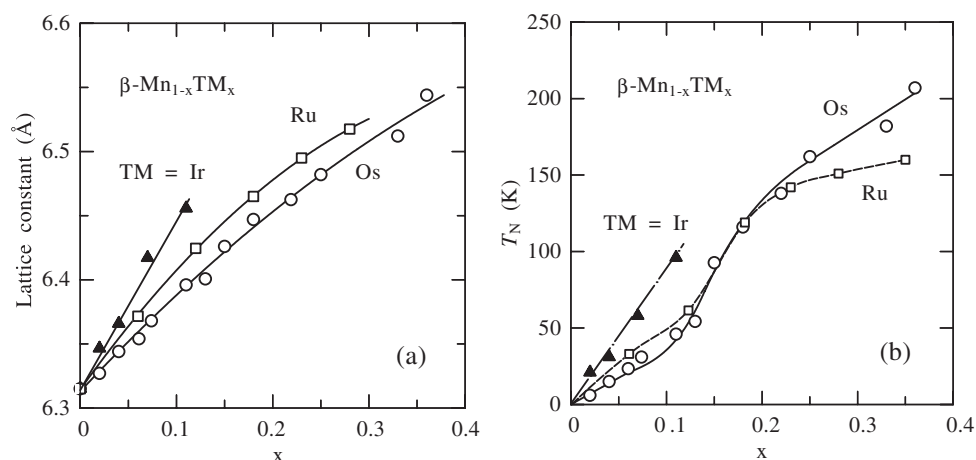 6.6
β-Mn₁₋ₓTMₓ
Ru
6.5
TM = Ir
Os
Lattice constant (Å)
6.4
(a)
6.3
0 0.1 0.2 0.3 0.4
x
250
β-Mn₁₋ₓTMₓ
Os
200
150
Ru
T_N (K)
TM = Ir
100
50
(b)
0
0 0.1 0.2 0.3 0.4
x